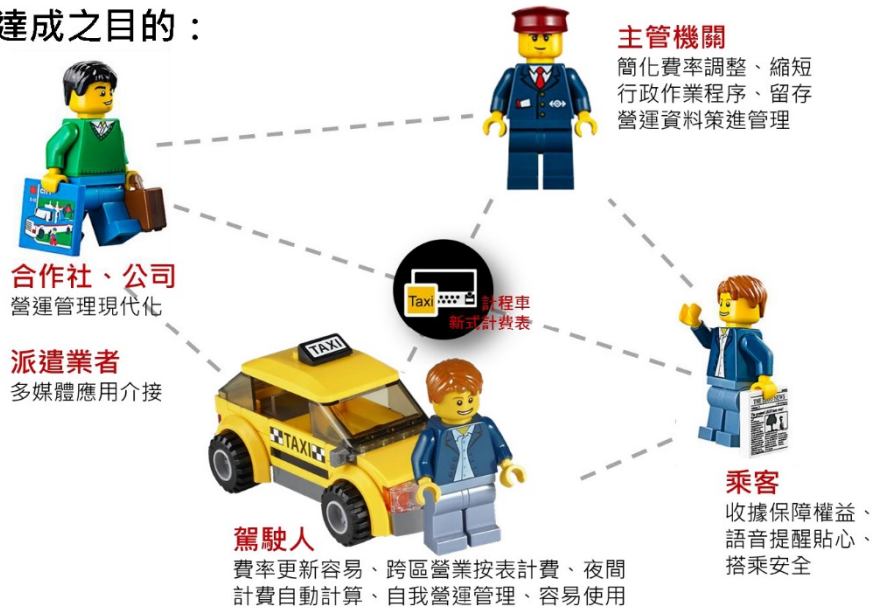 達成之目的：
主管機關
簡化費率調整、縮短
行政作業程序、留存
營運資料策進管理
合作社、公司
營運管理現代化
派遣業者
多媒體應用介接
Taxi
計程車
新式計費表
TAXI
TAXI
駕駛人
費率更新容易、跨區營業按表計費、夜間
計費自動計算、自我營運管理、容易使用
乘客
收據保障權益、
語音提醒貼心、
搭乘安全